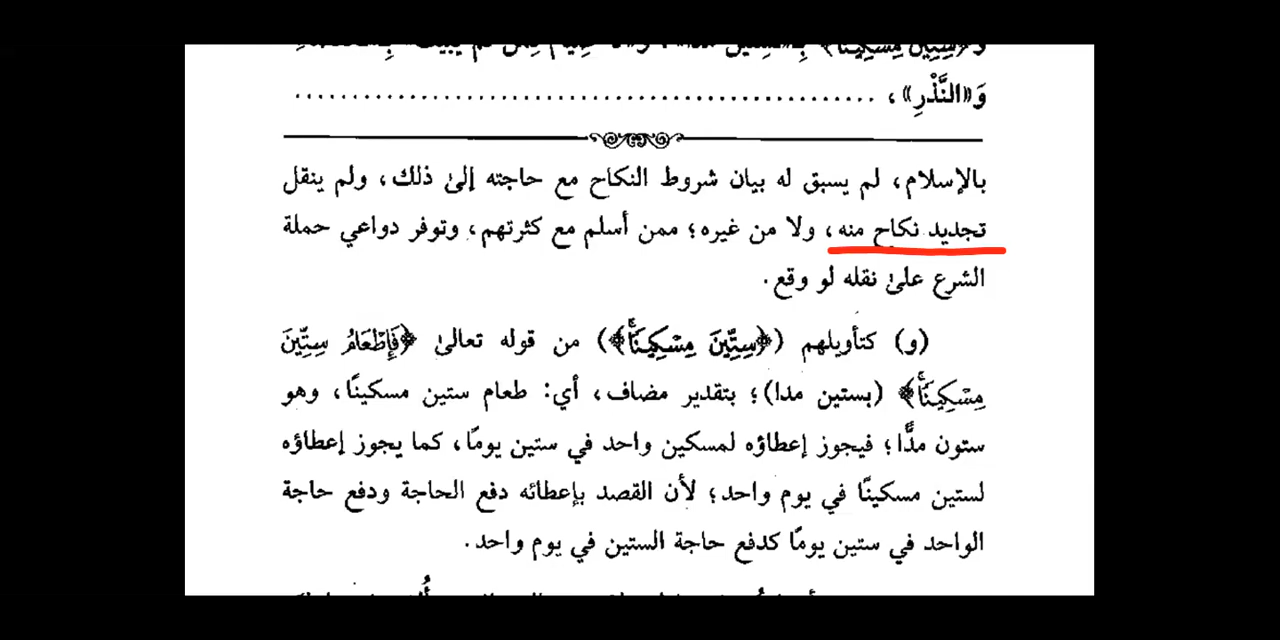 وَ﴿سِتِّينَ مِسْكِينًا﴾
وَ«النَّذْرِ»، ........................................
بالإسلام، لم يسبق له بيان شروط النكاح مع حاجته إلىٰ ذلك، ولم ينقل
تجديد نكاح منه، ولا من غيره؛ ممن أسلم مع كثرتهم، وتوفر دواعي حملة
الشرع علىٰ نقله لو وقع.
(و) كتأويلهم (﴿سِتِّينَ مِسْكِينٗاۚ﴾) من قوله تعالىٰ ﴿فَإِطْعَامُ سِتِّينَ
مِسْكِينٗاۚ﴾ (بستين مدا)؛ بتقدير مضاف، أي: طعام ستين مسكينًا، وهو
ستون مدًّا؛ فيجوز إعطاؤه لمسكين واحد في ستين يومًا، كما يجوز إعطاؤه
لستين مسكينًا في يوم واحد؛ لأن القصد بإعطائه دفع الحاجة ودفع حاجة
الواحد في ستين يومًا كدفع حاجة الستين في يوم واحد.